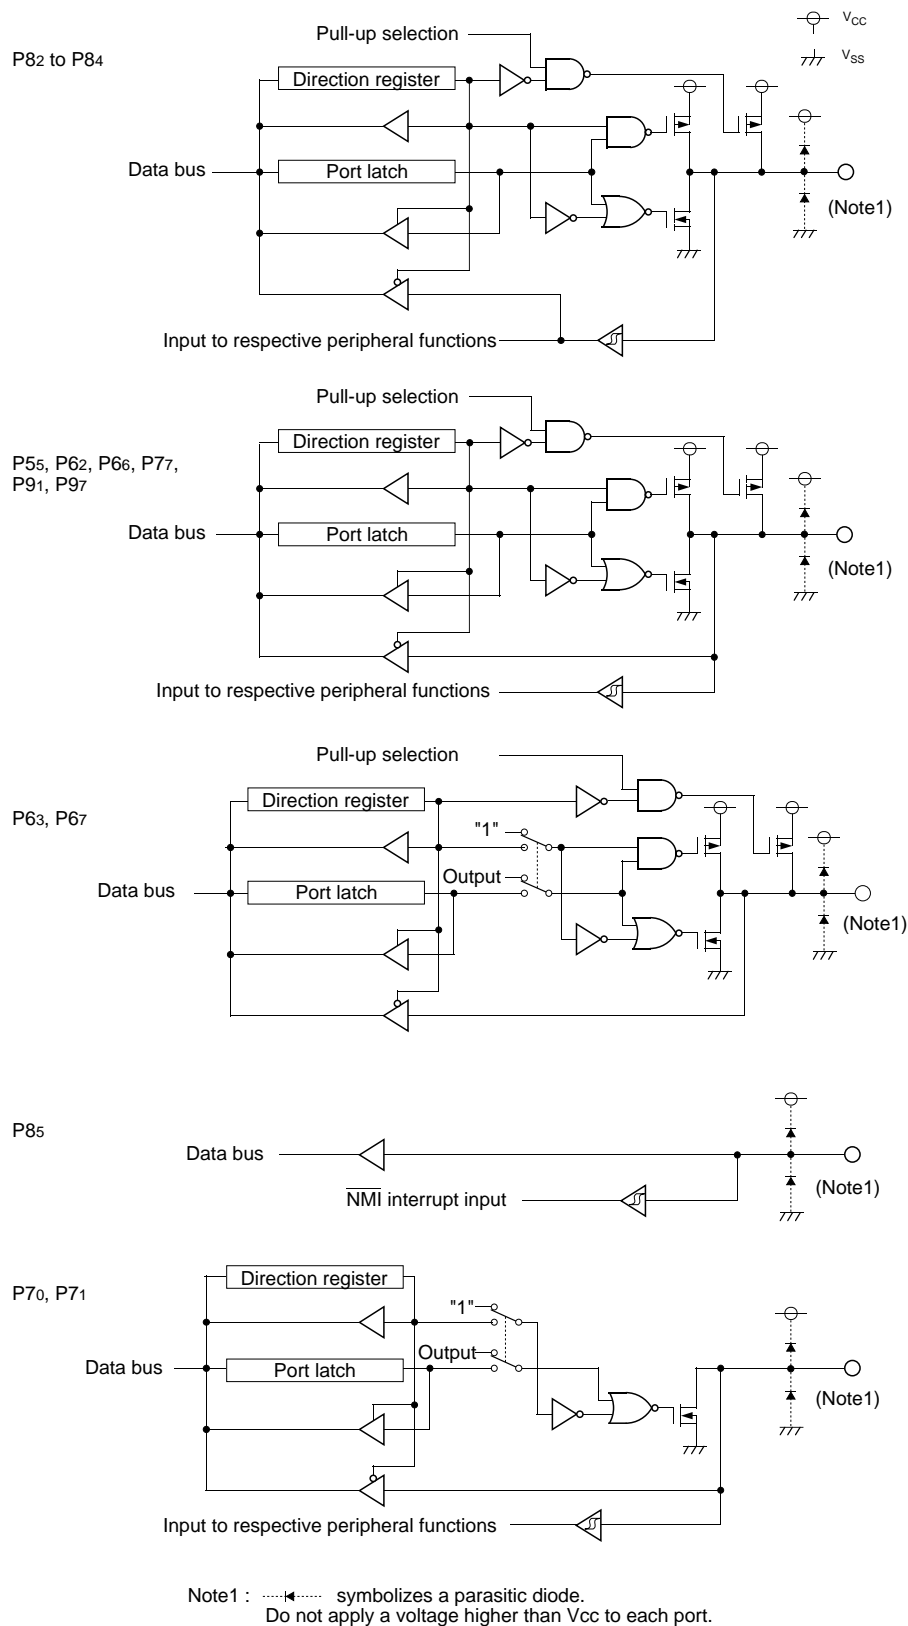 VCC
VSS
P82 to P84
Pull-up selection
Direction register
Data bus
Port latch
(Note1)
Input to respective peripheral functions
Pull-up selection
P55, P62, P66, P77,
P91, P97
Direction register
Data bus
Port latch
(Note1)
Input to respective peripheral functions
Pull-up selection
P63, P67
Direction register
"1"
Output
Data bus
Port latch
(Note1)
P85
Data bus
NMI interrupt input
(Note1)
P70, P71
Direction register
"1"
Output
Data bus
Port latch
(Note1)
Input to respective peripheral functions
Note1 : symbolizes a parasitic diode.
Do not apply a voltage higher than Vcc to each port.